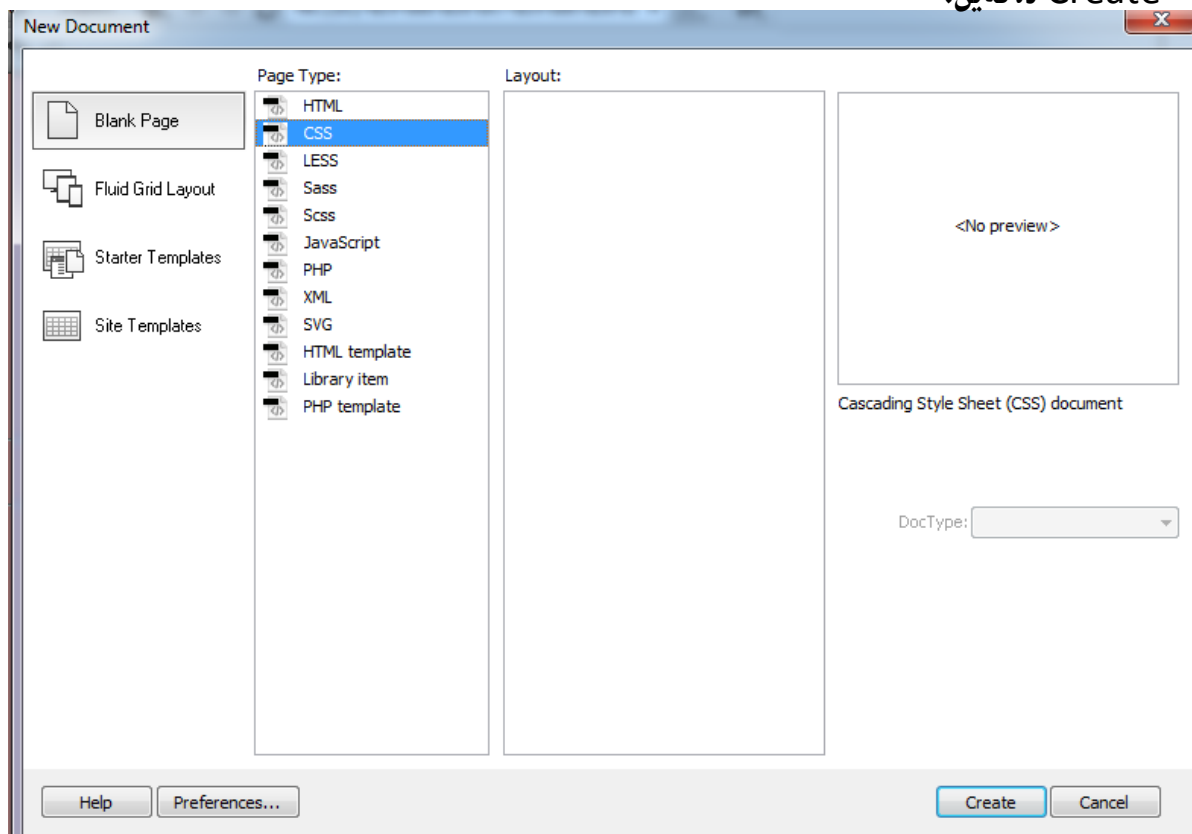 Create
New Document
Page Type:
Layout:
Blank Page
Fluid Grid Layout
Starter Templates
Site Templates
HTML
CSS
LESS
Sass
Scss
JavaScript
PHP
XML
SVG
HTML template
Library item
PHP template
<No preview>
Cascading Style Sheet (CSS) document
DocType:
Help
Preferences...
Create
Cancel